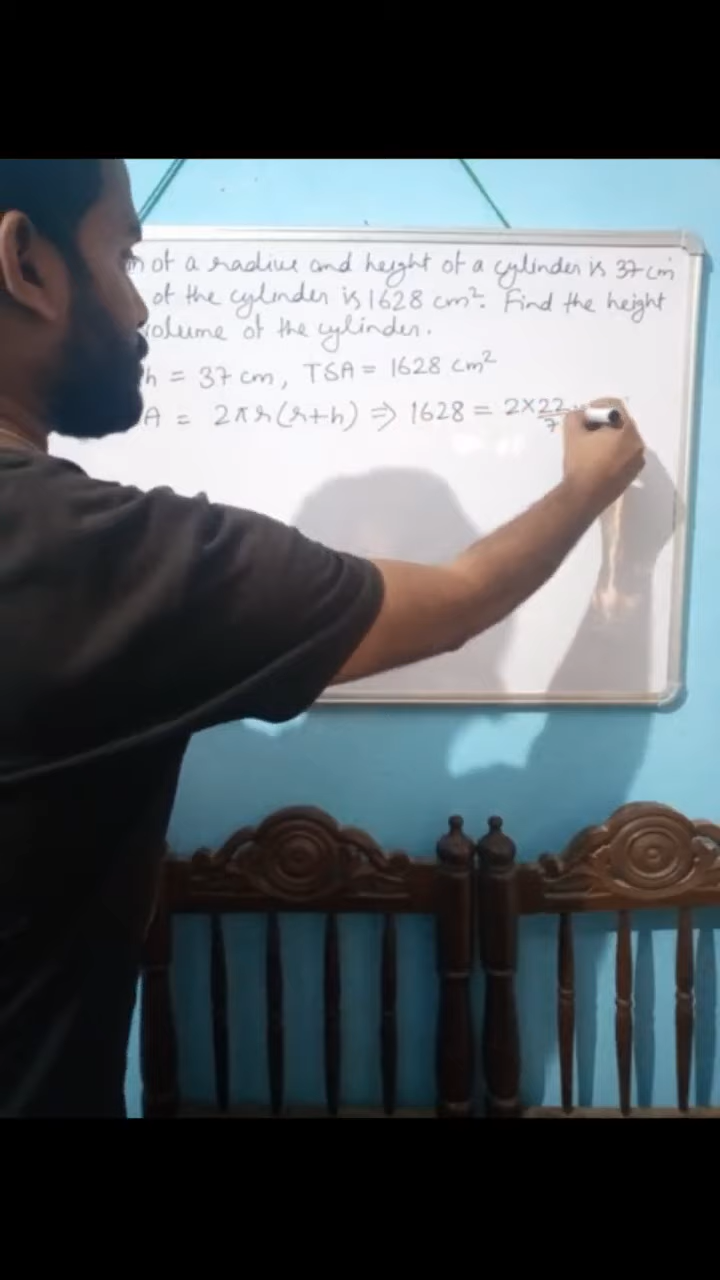 of a radius and height of a cylinder is 37 cm
of the cylinder is 1628 cm². Find the height
volume of the cylinder.
h = 37 cm, TSA = 1628 cm²
A = 2πr(r+h) ⇒ 1628 = 2×22/7